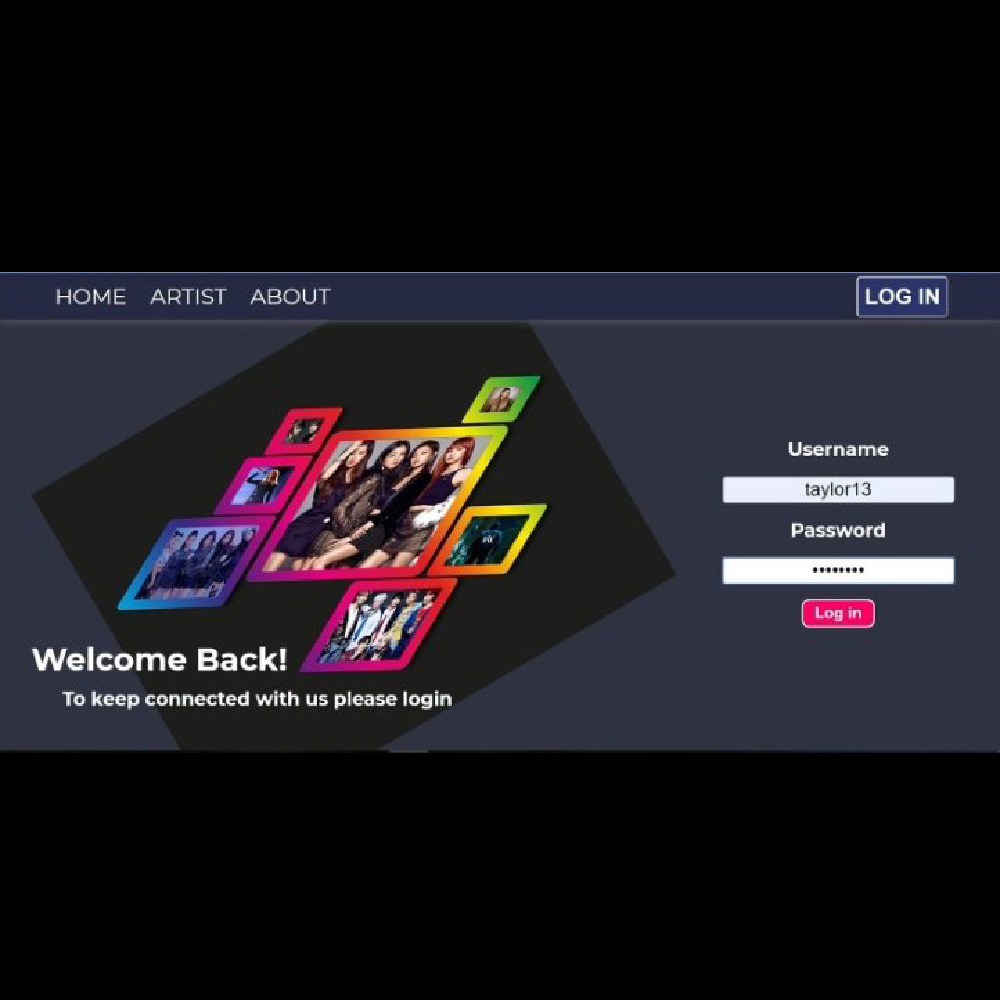 HOME ARTIST ABOUT LOG IN
Username
taylor13
Password
••••••••
Log in
Welcome Back!
To keep connected with us please login